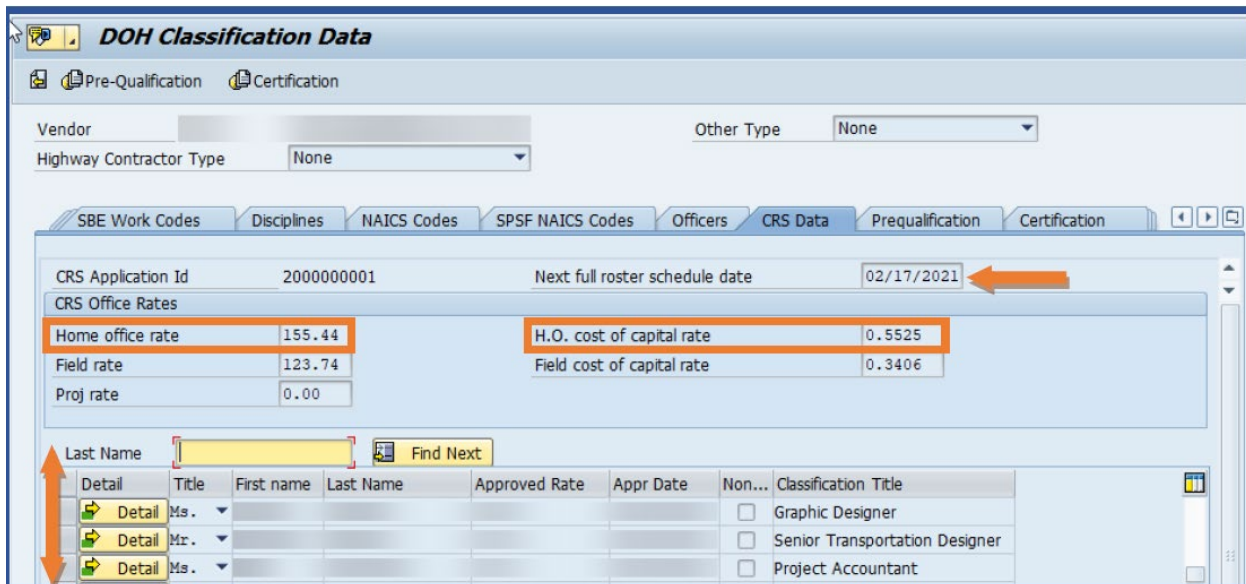 DOH Classification Data
Pre-Qualification Certification
Vendor Other Type None
Highway Contractor Type None
SBE Work Codes Disciplines NAICS Codes SPSF NAICS Codes Officers CRS Data Prequalification Certification
CRS Application Id 2000000001 Next full roster schedule date 02/17/2021
CRS Office Rates
Home office rate 155.44 H.O. cost of capital rate 0.5525
Field rate 123.74 Field cost of capital rate 0.3406
Proj rate 0.00
Last Name Find Next
Detail Title First name Last Name Approved Rate Appr Date Non... Classification Title
Detail Ms. Graphic Designer
Detail Mr. Senior Transportation Designer
Detail Ms. Project Accountant